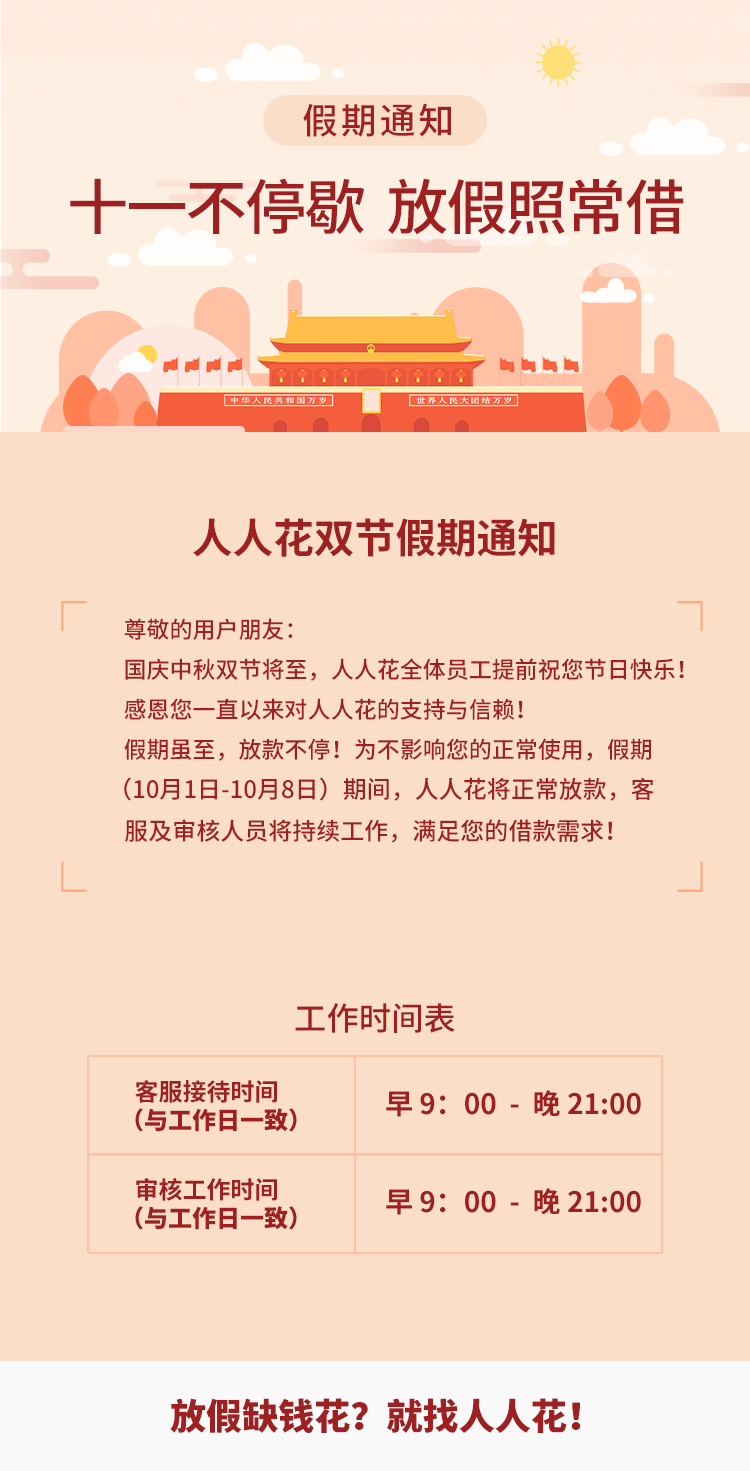 假期通知
十一不停歇 放假照常借
中华人民共和国万岁 世界人民大团结万岁
人人花双节假期通知
尊敬的用户朋友：
国庆中秋双节将至，人人花全体员工提前祝您节日快乐！
感恩您一直以来对人人花的支持与信赖！
假期虽至，放款不停！为不影响您的正常使用，假期
（10月1日-10月8日）期间，人人花将正常放款，客
服及审核人员将持续工作，满足您的借款需求！
工作时间表
客服接待时间
（与工作日一致）
早 9：00 - 晚 21:00
审核工作时间
（与工作日一致）
早 9：00 - 晚 21:00
放假缺钱花？就找人人花！